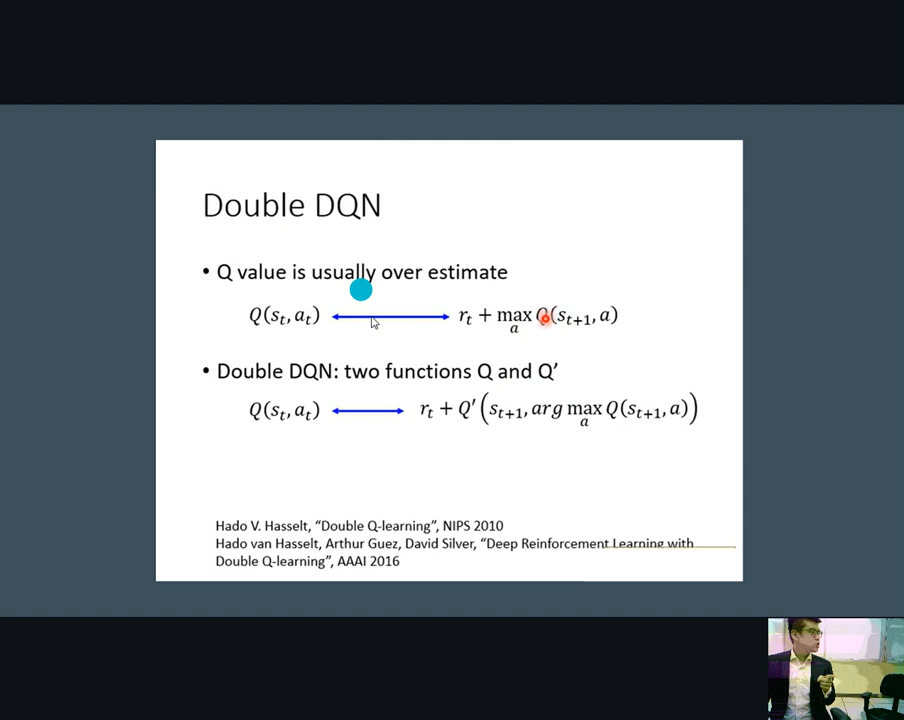 Double DQN
• Q value is usually over estimate
Q(s_t, a_t) ⟷ r_t + max_a Q(s_{t+1}, a)
• Double DQN: two functions Q and Q’
Q(s_t, a_t) ⟷ r_t + Q′(s_{t+1}, arg max_a Q(s_{t+1}, a))
Hado V. Hasselt, “Double Q-learning”, NIPS 2010
Hado van Hasselt, Arthur Guez, David Silver, “Deep Reinforcement Learning with
Double Q-learning”, AAAI 2016